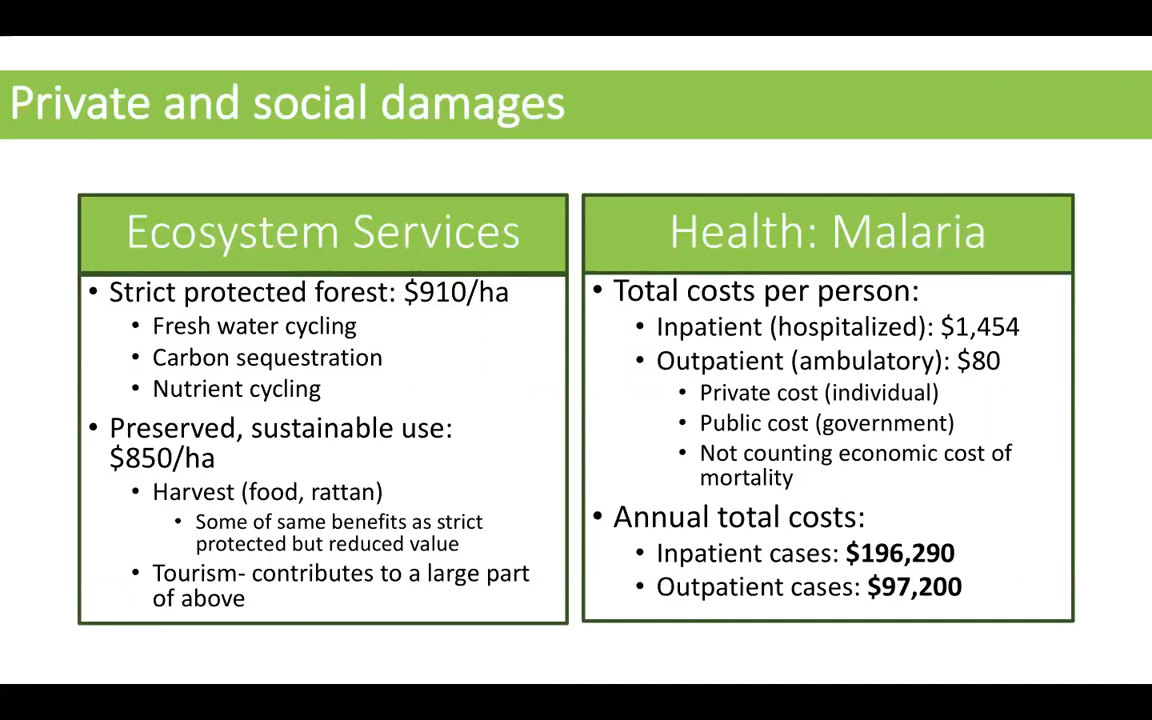 Private and social damages
Ecosystem Services
• Strict protected forest: $910/ha
• Fresh water cycling
• Carbon sequestration
• Nutrient cycling
• Preserved, sustainable use:
$850/ha
• Harvest (food, rattan)
• Some of same benefits as strict
protected but reduced value
• Tourism- contributes to a large part
of above
Health: Malaria
• Total costs per person:
• Inpatient (hospitalized): $1,454
• Outpatient (ambulatory): $80
• Private cost (individual)
• Public cost (government)
• Not counting economic cost of
mortality
• Annual total costs:
• Inpatient cases: $196,290
• Outpatient cases: $97,200